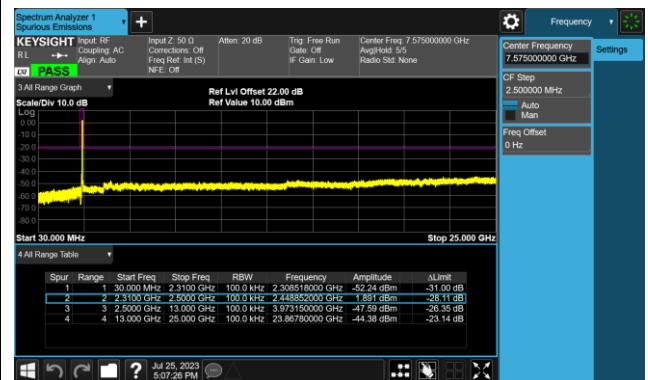 Spectrum Analyzer 1
Spurious Emissions
Frequency
KEYSIGHT
RL
LXI PASS
Input: RF
Coupling: AC
Align: Auto
Input Z: 50 Ω
Corrections: Off
Freq Ref: Int (S)
NFE: Off
Atten: 20 dB
Trig: Free Run
Gate: Off
IF Gain: Low
Center Freq: 7.575000000 GHz
Avg|Hold: 5/5
Radio Std: None
Center Frequency
7.575000000 GHz
Settings
CF Step
2.500000 MHz
Auto
Man
Freq Offset
0 Hz
3 All Range Graph
Scale/Div 10.0 dB
Ref Lvl Offset 22.00 dB
Ref Value 10.00 dBm
Log
0.00
-10.0
-20.0
-30.0
-40.0
-50.0
-60.0
-70.0
-80.0
Start 30.000 MHz Stop 25.000 GHz
4 All Range Table
Spur Range Start Freq Stop Freq RBW Frequency Amplitude ΔLimit
1 1 30.000 MHz 2.3100 GHz 100.0 kHz 2.308518000 GHz -52.24 dBm -31.00 dB
2 2 2.3100 GHz 2.5000 GHz 100.0 kHz 2.448852000 GHz 1.891 dBm -28.11 dB
3 3 2.5000 GHz 13.000 GHz 100.0 kHz 3.973150000 GHz -47.59 dBm -26.35 dB
4 4 13.000 GHz 25.000 GHz 100.0 kHz 23.86780000 GHz -44.38 dBm -23.14 dB
Jul 25, 2023
5:07:26 PM